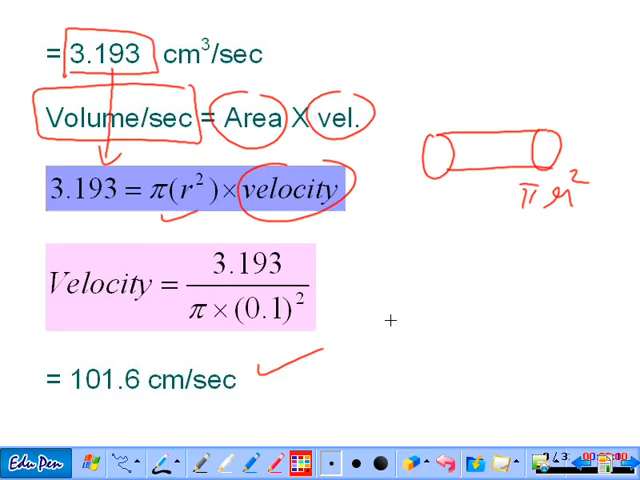 = 3.193 cm³/sec
Volume/sec = Area X vel.
3.193 = π(r²) × velocity
πr²
Velocity = 3.193 / π × (0.1)²
= 101.6 cm/sec
Edu Pen